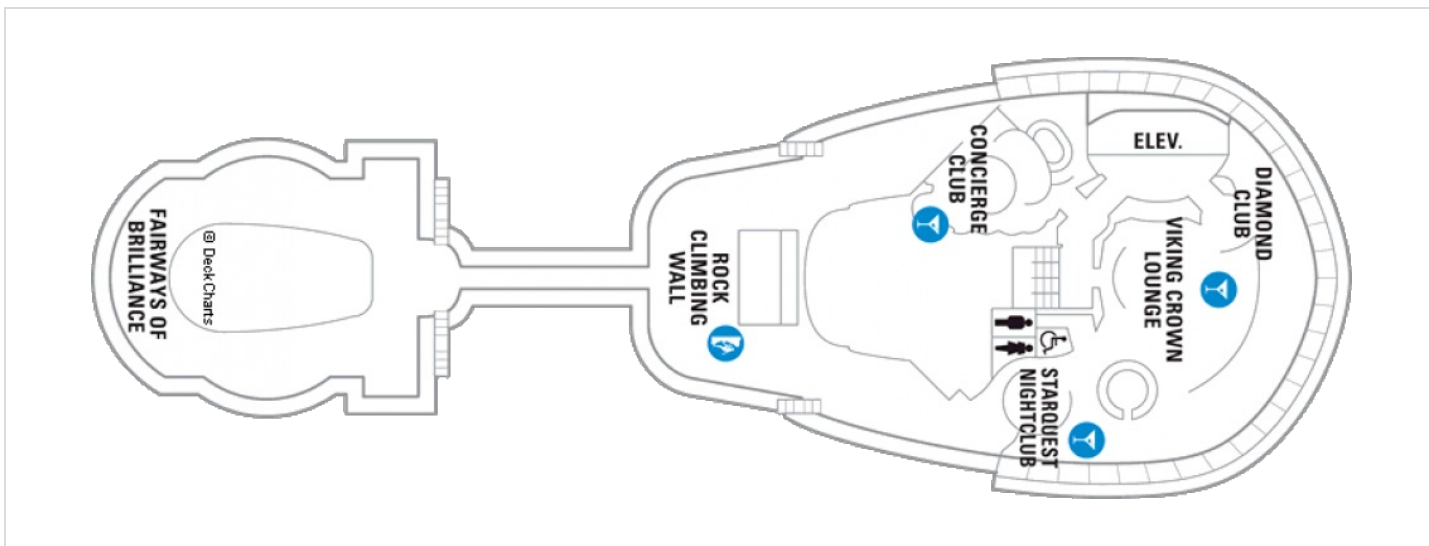 FAIRWAYS OF
BRILLIANCE
© DeckCharts
ROCK
CLIMBING
WALL
CONCIERGE
CLUB
ELEV.
DIAMOND
CLUB
VIKING CROWN
LOUNGE
STARQUEST
NIGHTCLUB